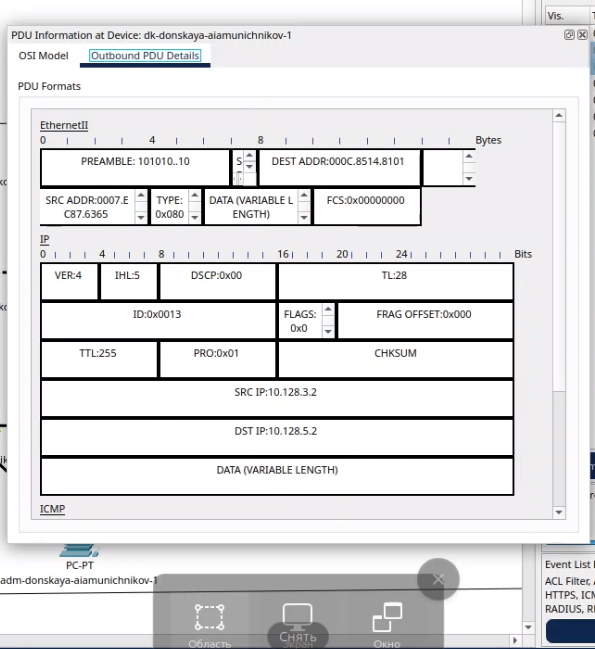 Vis.
PDU Information at Device: dk-donskaya-aiamunichnikov-1
OSI Model Outbound PDU Details
PDU Formats
EthernetII
0 4 8 Bytes
PREAMBLE: 101010..10 DEST ADDR:000C.8514.8101
SRC ADDR:0007.E
C87.6365
TYPE:
0x080
DATA (VARIABLE L
ENGTH)
FCS:0x00000000
IP
0 4 8 16 20 24 Bits
VER:4 IHL:5 DSCP:0x00 TL:28
ID:0x0013 FLAGS:
0x0
FRAG OFFSET:0x000
TTL:255 PRO:0x01 CHKSUM
SRC IP:10.128.3.2
DST IP:10.128.5.2
DATA (VARIABLE LENGTH)
ICMP
PC-PT
adm-donskaya-aiamunichnikov-1
Event List
ACL Filter,
HTTPS, ICM
RADIUS,
Область Экран Окно
Снять